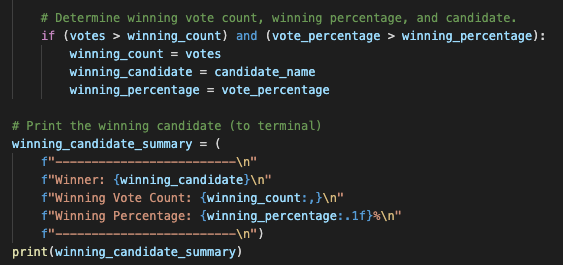 # Determine winning vote count, winning percentage, and candidate.
if (votes > winning_count) and (vote_percentage > winning_percentage):
winning_count = votes
winning_candidate = candidate_name
winning_percentage = vote_percentage
# Print the winning candidate (to terminal)
winning_candidate_summary = (
f"-------------------------\n"
f"Winner: {winning_candidate}\n"
f"Winning Vote Count: {winning_count:,}\n"
f"Winning Percentage: {winning_percentage:.1f}%\n"
f"-------------------------\n")
print(winning_candidate_summary)